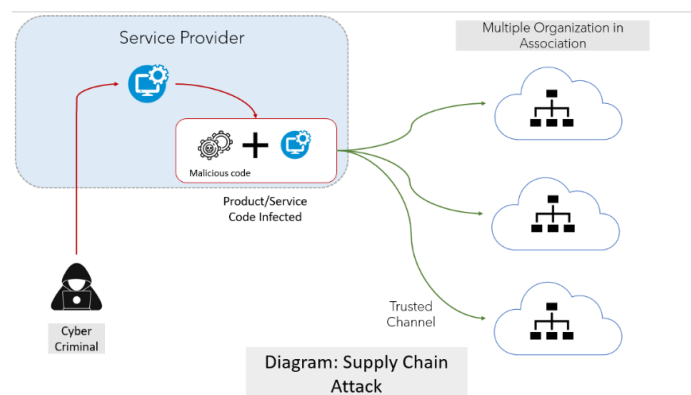 Service Provider
Multiple Organization in
Association
Malicious code
Product/Service
Code Infected
Trusted
Channel
Cyber
Criminal
Diagram: Supply Chain
Attack